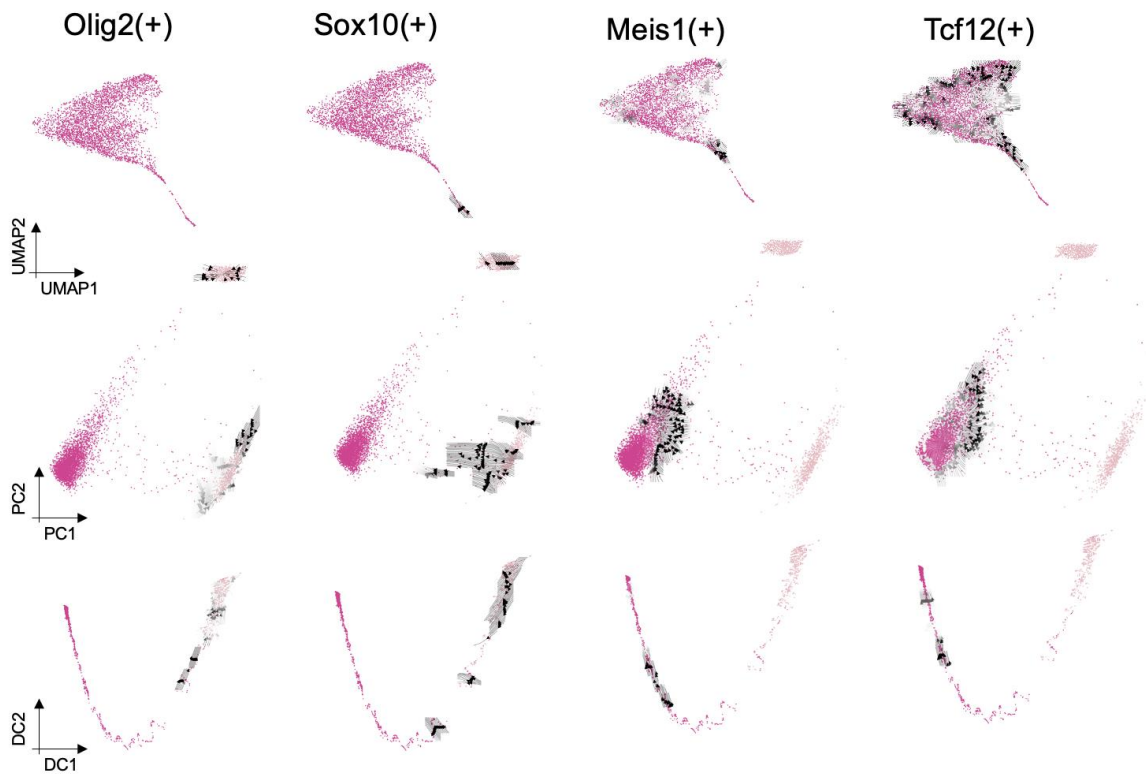 Olig2(+) Sox10(+) Meis1(+) Tcf12(+)
UMAP2
UMAP1
PC2
PC1
DC2
DC1